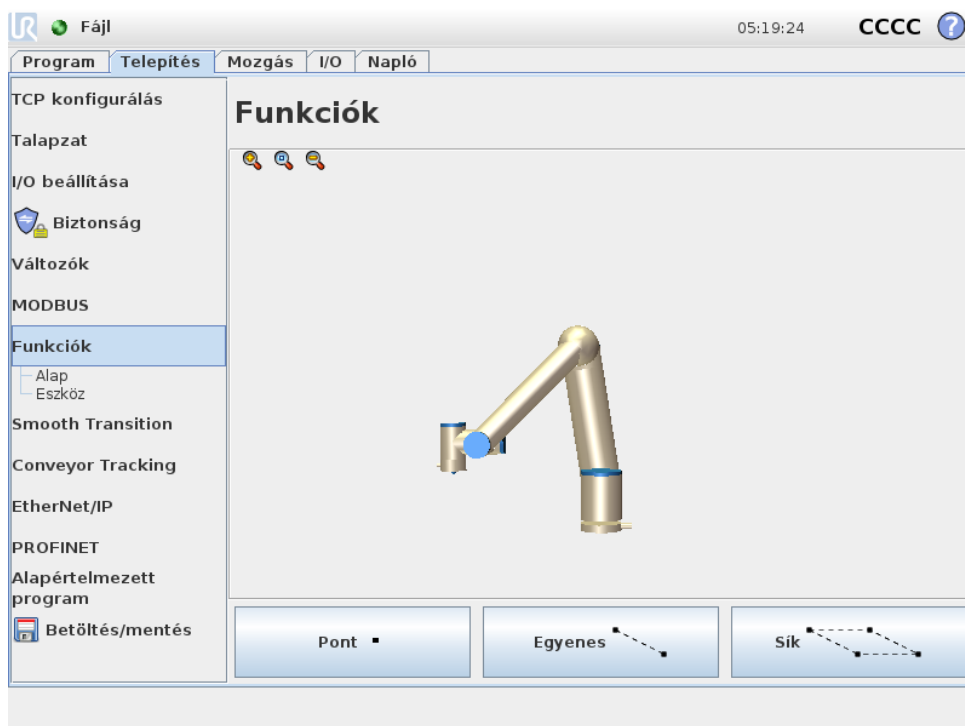 UR Fájl 05:19:24 CCCC ?
Program Telepítés Mozgás I/O Napló
TCP konfigurálás
Talapzat
I/O beállítása
Biztonság
Változók
MODBUS
Funkciók
Alap
Eszköz
Smooth Transition
Conveyor Tracking
EtherNet/IP
PROFINET
Alapértelmezett
program
Betöltés/mentés
Funkciók
Pont Egyenes Sík